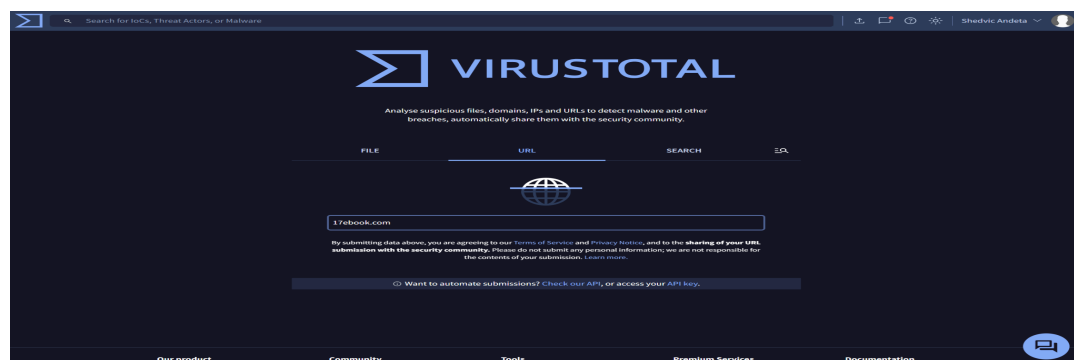 Search for IoCs, Threat Actors, or Malware
Shedvic Andeta
VIRUSTOTAL
Analyse suspicious files, domains, IPs and URLs to detect malware and other
breaches, automatically share them with the security community.
FILE
URL
SEARCH
17ebook.com
By submitting data above, you are agreeing to our Terms of Service and Privacy Notice, and to the sharing of your URL
submission with the security community. Please do not submit any personal information; we are not responsible for
the contents of your submission. Learn more.
Want to automate submissions? Check our API, or access your API key.
Our product
Community
Tools
Premium Services
Documentation